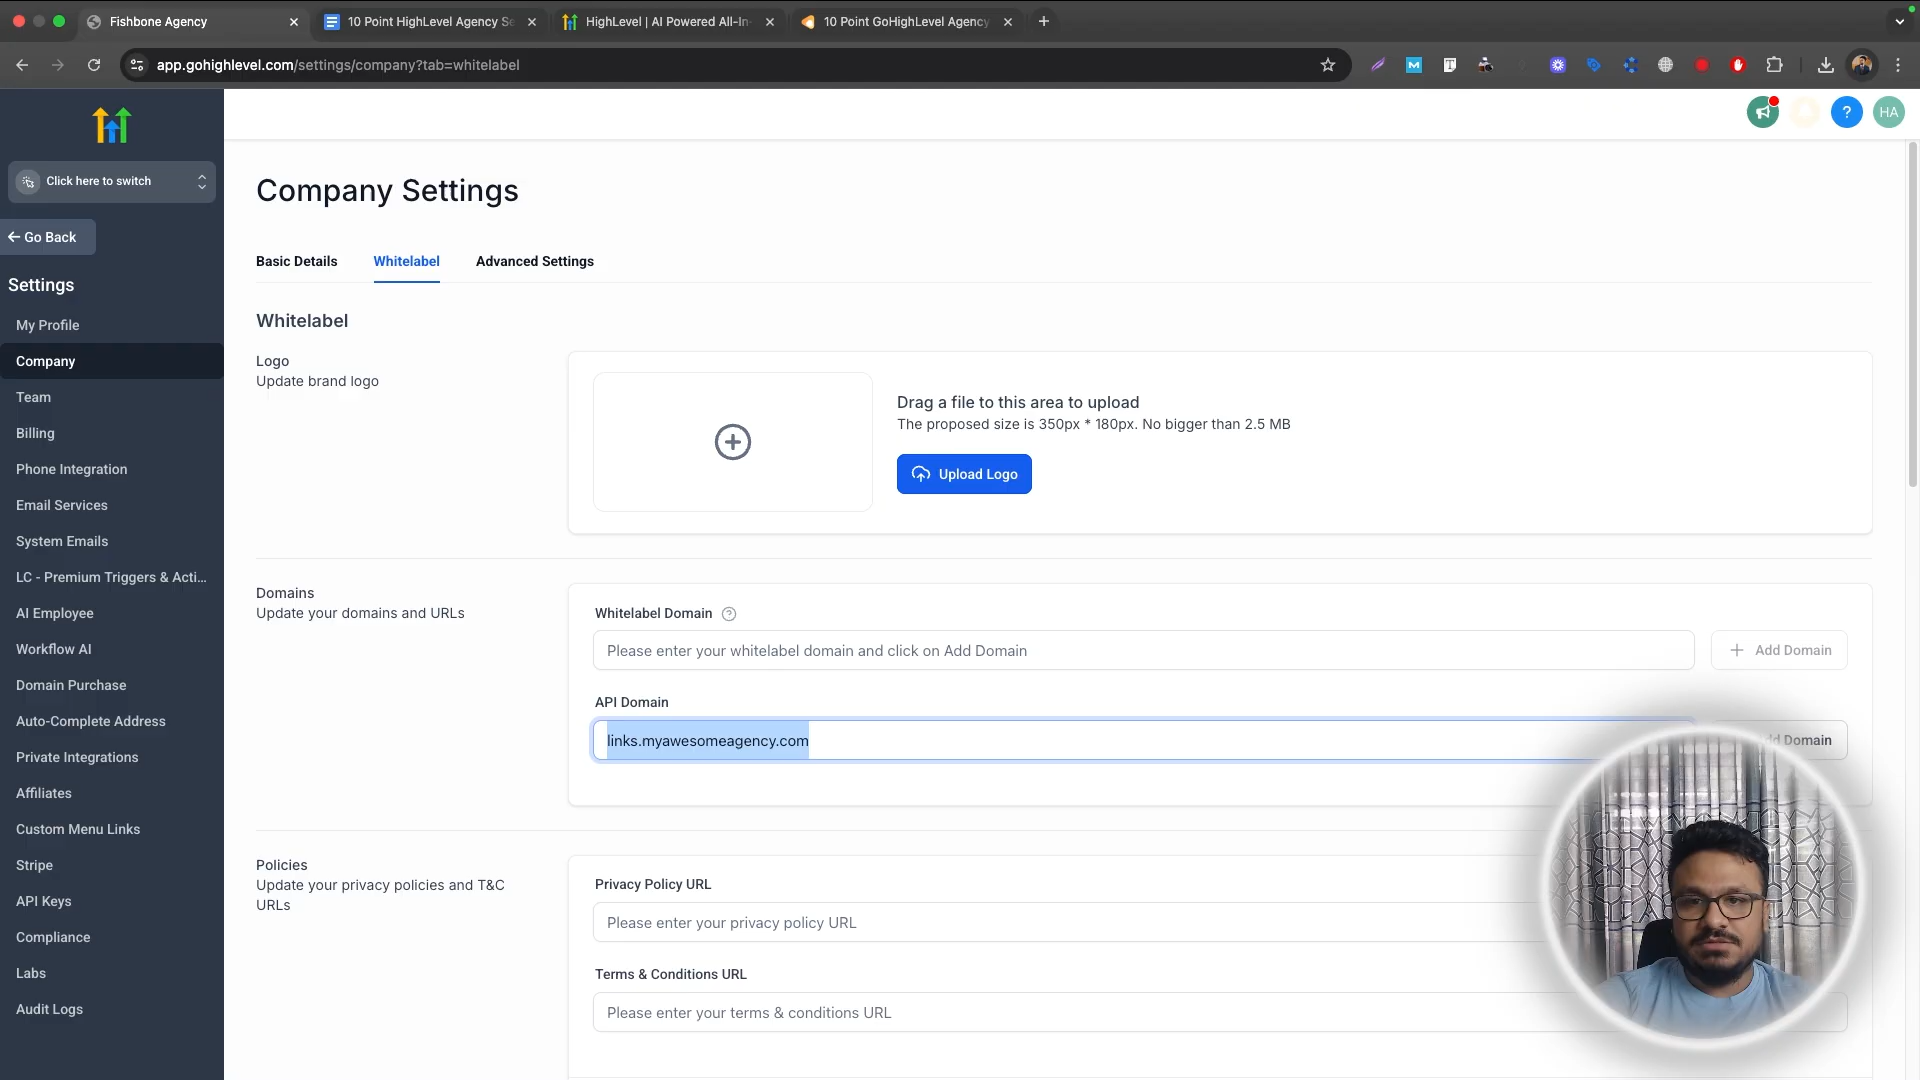 Fishbone Agency
10 Point HighLevel Agency Se
HighLevel | AI Powered All-In-
10 Point GoHighLevel Agency
app.gohighlevel.com/settings/company?tab=whitelabel
M
HA
Click here to switch
Go Back
Settings
My Profile
Company
Team
Billing
Phone Integration
Email Services
System Emails
LC - Premium Triggers & Acti...
AI Employee
Workflow AI
Domain Purchase
Auto-Complete Address
Private Integrations
Affiliates
Custom Menu Links
Stripe
API Keys
Compliance
Labs
Audit Logs
Company Settings
Basic Details
Whitelabel
Advanced Settings
Whitelabel
Logo
Update brand logo
Drag a file to this area to upload
The proposed size is 350px * 180px. No bigger than 2.5 MB
Upload Logo
Domains
Update your domains and URLs
Whitelabel Domain
Please enter your whitelabel domain and click on Add Domain
Add Domain
API Domain
links.myawesomeagency.com
Domain
Policies
Update your privacy policies and T&C
URLs
Privacy Policy URL
Please enter your privacy policy URL
Terms & Conditions URL
Please enter your terms & conditions URL